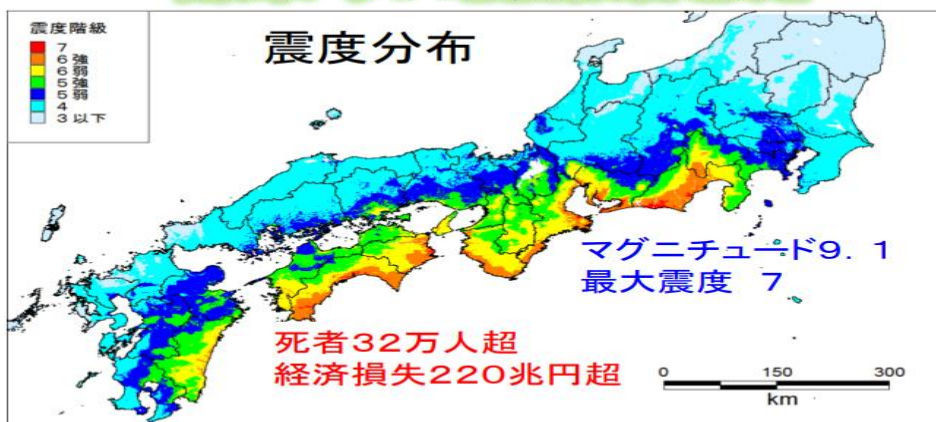 震度階級
7
6強
6弱
5強
5弱
4
3以下
震度分布
マグニチュード9.1
最大震度 7
死者32万人超
経済損失220兆円超
0 150 300
km